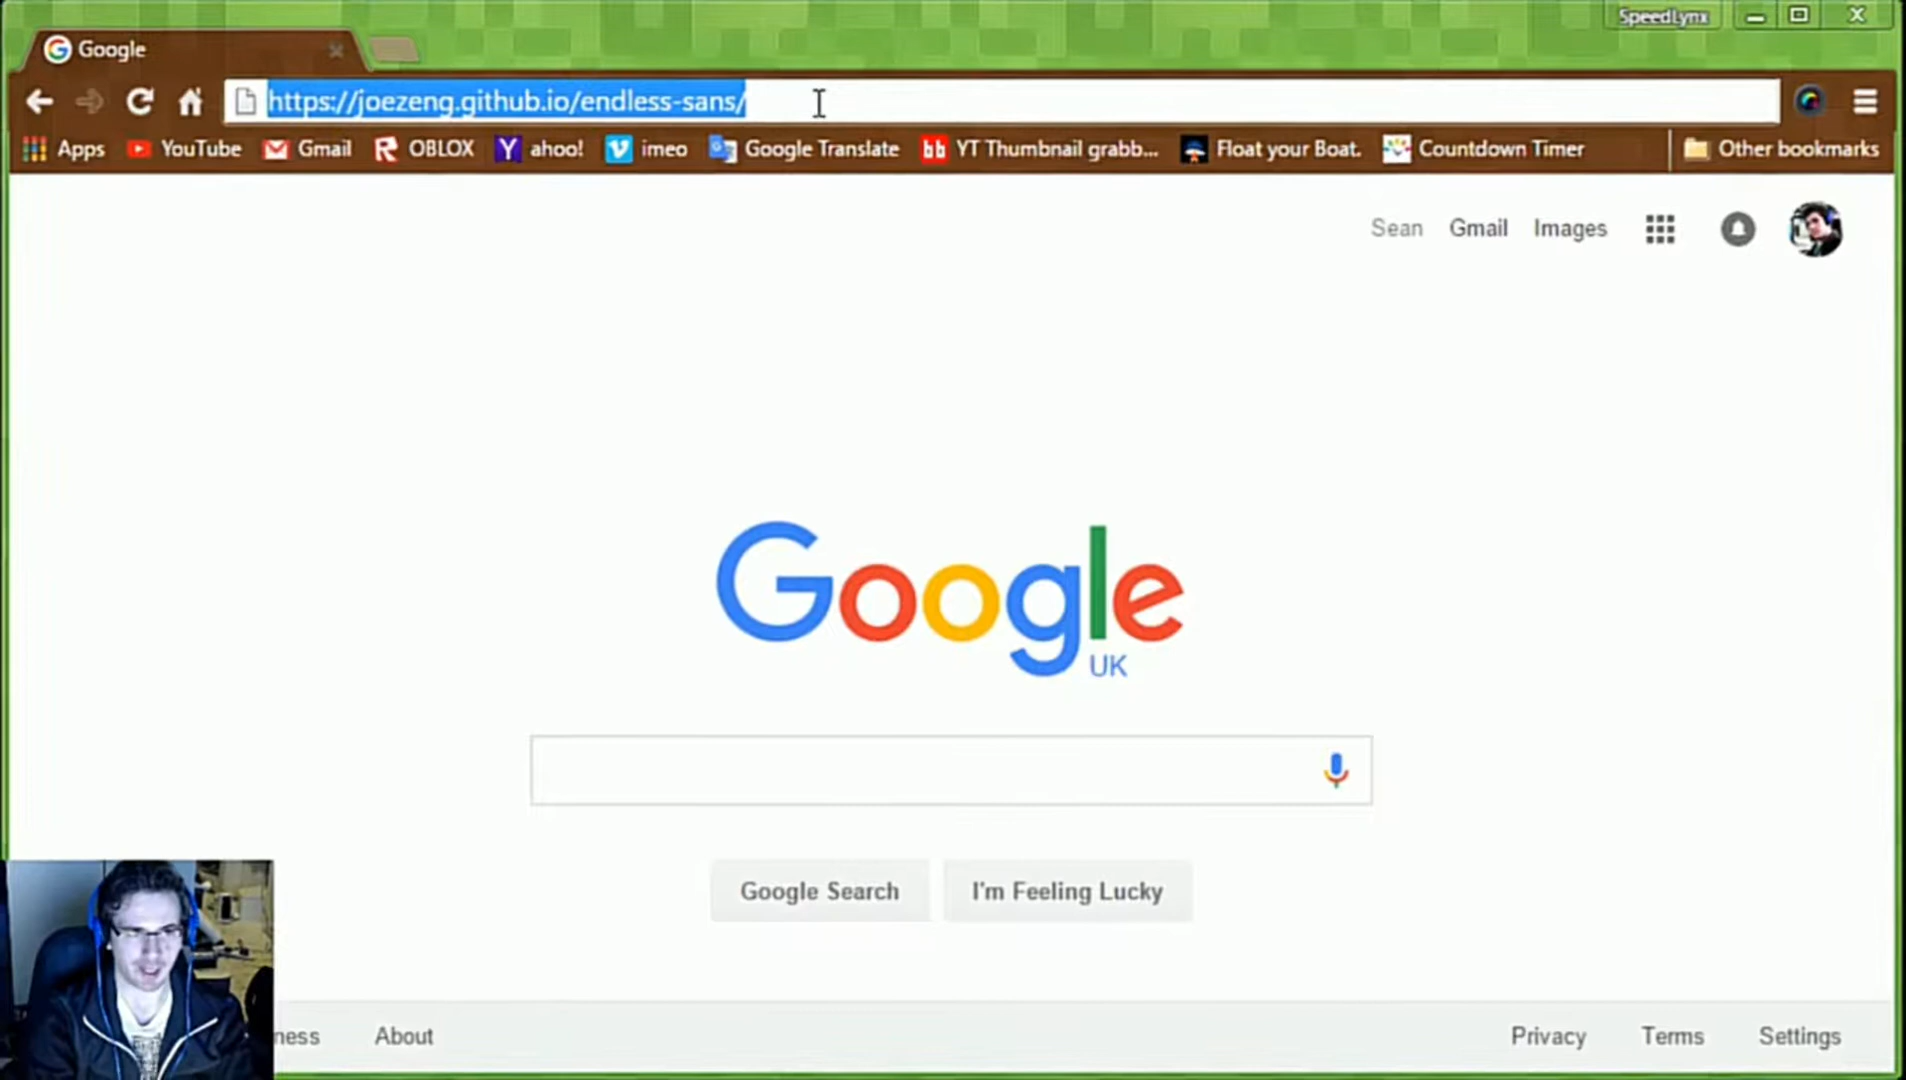 SpeedLynx
Google
https://joezeng.github.io/endless-sans/
Apps YouTube Gmail OBLOX ahoo! imeo Google Translate YT Thumbnail grabb... Float your Boat. Countdown Timer Other bookmarks
Sean Gmail Images
Google
UK
Google Search I'm Feeling Lucky
ness About Privacy Terms Settings